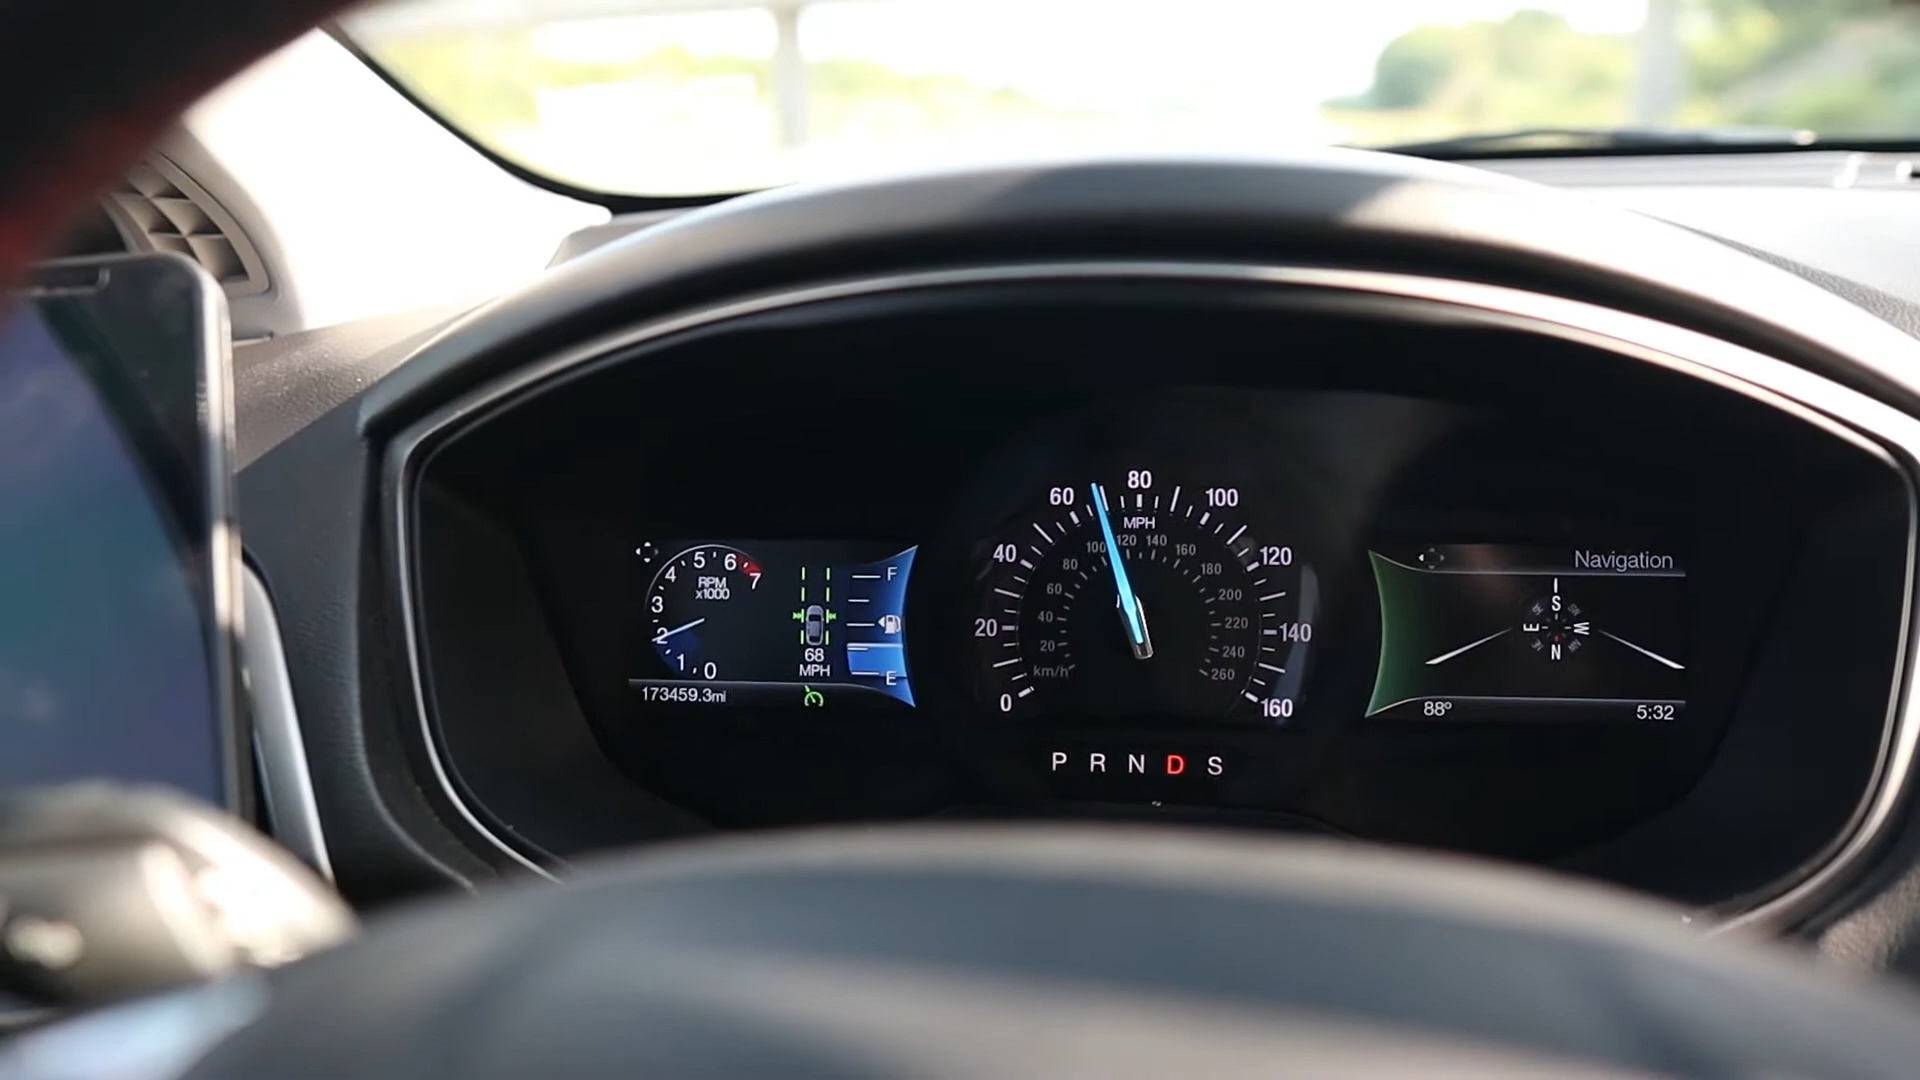 0 1 2 3 4 5 6 7
RPM
x1000
68
MPH
F
E
173459.3mi
0 20 40 60 80 100 120 140 160
MPH
km/h 20 40 60 80 100 120 140 160 180 200 220 240 260
P R N D S
Navigation
S
E W
N
88º
5:32